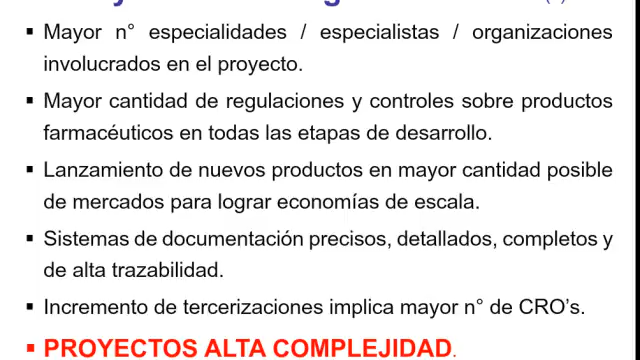 ▪ Mayor n° especialidades / especialistas / organizaciones
involucrados en el proyecto.
▪ Mayor cantidad de regulaciones y controles sobre productos
farmacéuticos en todas las etapas de desarrollo.
▪ Lanzamiento de nuevos productos en mayor cantidad posible
de mercados para lograr economías de escala.
▪ Sistemas de documentación precisos, detallados, completos y
de alta trazabilidad.
▪ Incremento de tercerizaciones implica mayor n° de CRO’s.
▪ PROYECTOS ALTA COMPLEJIDAD.